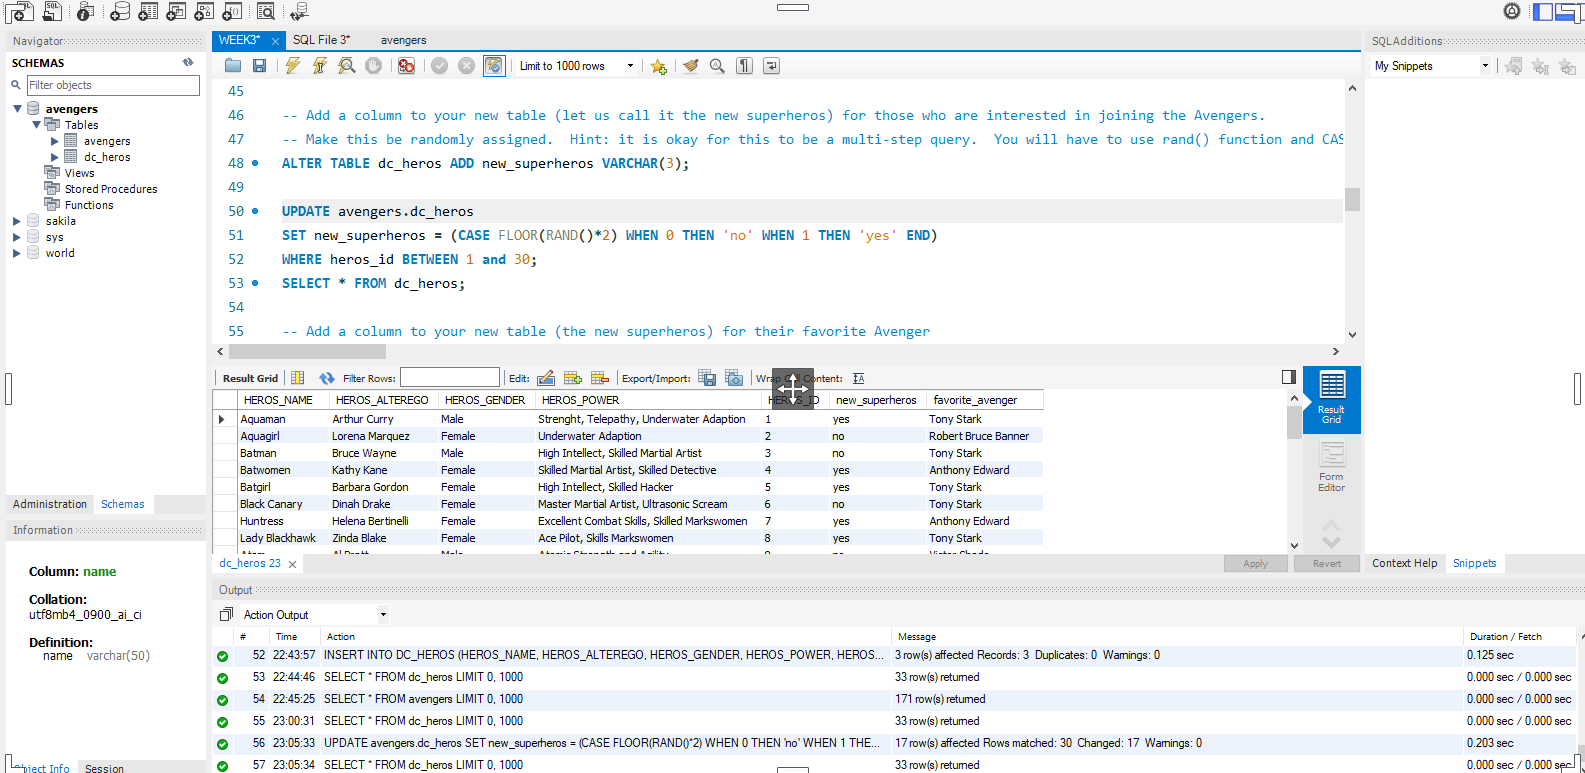 Navigator
WEEK3* SQL File 3* avengers
SQLAdditions
SCHEMAS
Filter objects
avengers
Tables
avengers
dc_heros
Views
Stored Procedures
Functions
sakila
sys
world
Administration Schemas
Information
Column: name
Collation:
utf8mb4_0900_ai_ci
Definition:
name varchar(50)
Object Info Session
Limit to 1000 rows
45
46 -- Add a column to your new table (let us call it the new superheros) for those who are interested in joining the Avengers.
47 -- Make this be randomly assigned.  Hint: it is okay for this to be a multi-step query.  You will have to use rand() function and CAS
48 ALTER TABLE dc_heros ADD new_superheros VARCHAR(3);
49
50 UPDATE avengers.dc_heros
51 SET new_superheros = (CASE FLOOR(RAND()*2) WHEN 0 THEN 'no' WHEN 1 THEN 'yes' END)
52 WHERE heros_id BETWEEN 1 and 30;
53 SELECT * FROM dc_heros;
54
55 -- Add a column to your new table (the new superheros) for their favorite Avenger
Result Grid Filter Rows: Edit: Export/Import: Wrap Cell Content:
HEROS_NAME HEROS_ALTEREGO HEROS_GENDER HEROS_POWER HEROS_ID new_superheros favorite_avenger
Aquaman Arthur Curry Male Strenght, Telepathy, Underwater Adaption 1 yes Tony Stark
Aquagirl Lorena Marquez Female Underwater Adaption 2 no Robert Bruce Banner
Batman Bruce Wayne Male High Intellect, Skilled Martial Artist 3 no Tony Stark
Batwomen Kathy Kane Female Skilled Martial Artist, Skilled Detective 4 yes Anthony Edward
Batgirl Barbara Gordon Female High Intellect, Skilled Hacker 5 yes Tony Stark
Black Canary Dinah Drake Female Master Martial Artist, Ultrasonic Scream 6 no Tony Stark
Huntress Helena Bertinelli Female Excellent Combat Skills, Skilled Markswomen 7 yes Anthony Edward
Lady Blackhawk Zinda Blake Female Ace Pilot, Skills Markswomen 8 yes Tony Stark
Result
Grid
Form
Editor
dc_heros 23 Apply Revert
My Snippets
Context Help Snippets
Output
Action Output
# Time Action Message Duration / Fetch
52 22:43:57 INSERT INTO DC_HEROS (HEROS_NAME, HEROS_ALTEREGO, HEROS_GENDER, HEROS_POWER, HEROS... 3 row(s) affected Records: 3  Duplicates: 0  Warnings: 0 0.125 sec
53 22:44:46 SELECT * FROM dc_heros LIMIT 0, 1000 33 row(s) returned 0.000 sec / 0.000 sec
54 22:45:25 SELECT * FROM avengers LIMIT 0, 1000 171 row(s) returned 0.000 sec / 0.000 sec
55 23:00:31 SELECT * FROM dc_heros LIMIT 0, 1000 33 row(s) returned 0.000 sec / 0.000 sec
56 23:05:33 UPDATE avengers.dc_heros SET new_superheros = (CASE FLOOR(RAND()*2) WHEN 0 THEN 'no' WHEN 1 THE... 17 row(s) affected Rows matched: 30  Changed: 17  Warnings: 0 0.203 sec
57 23:05:34 SELECT * FROM dc_heros LIMIT 0, 1000 33 row(s) returned 0.000 sec / 0.000 sec